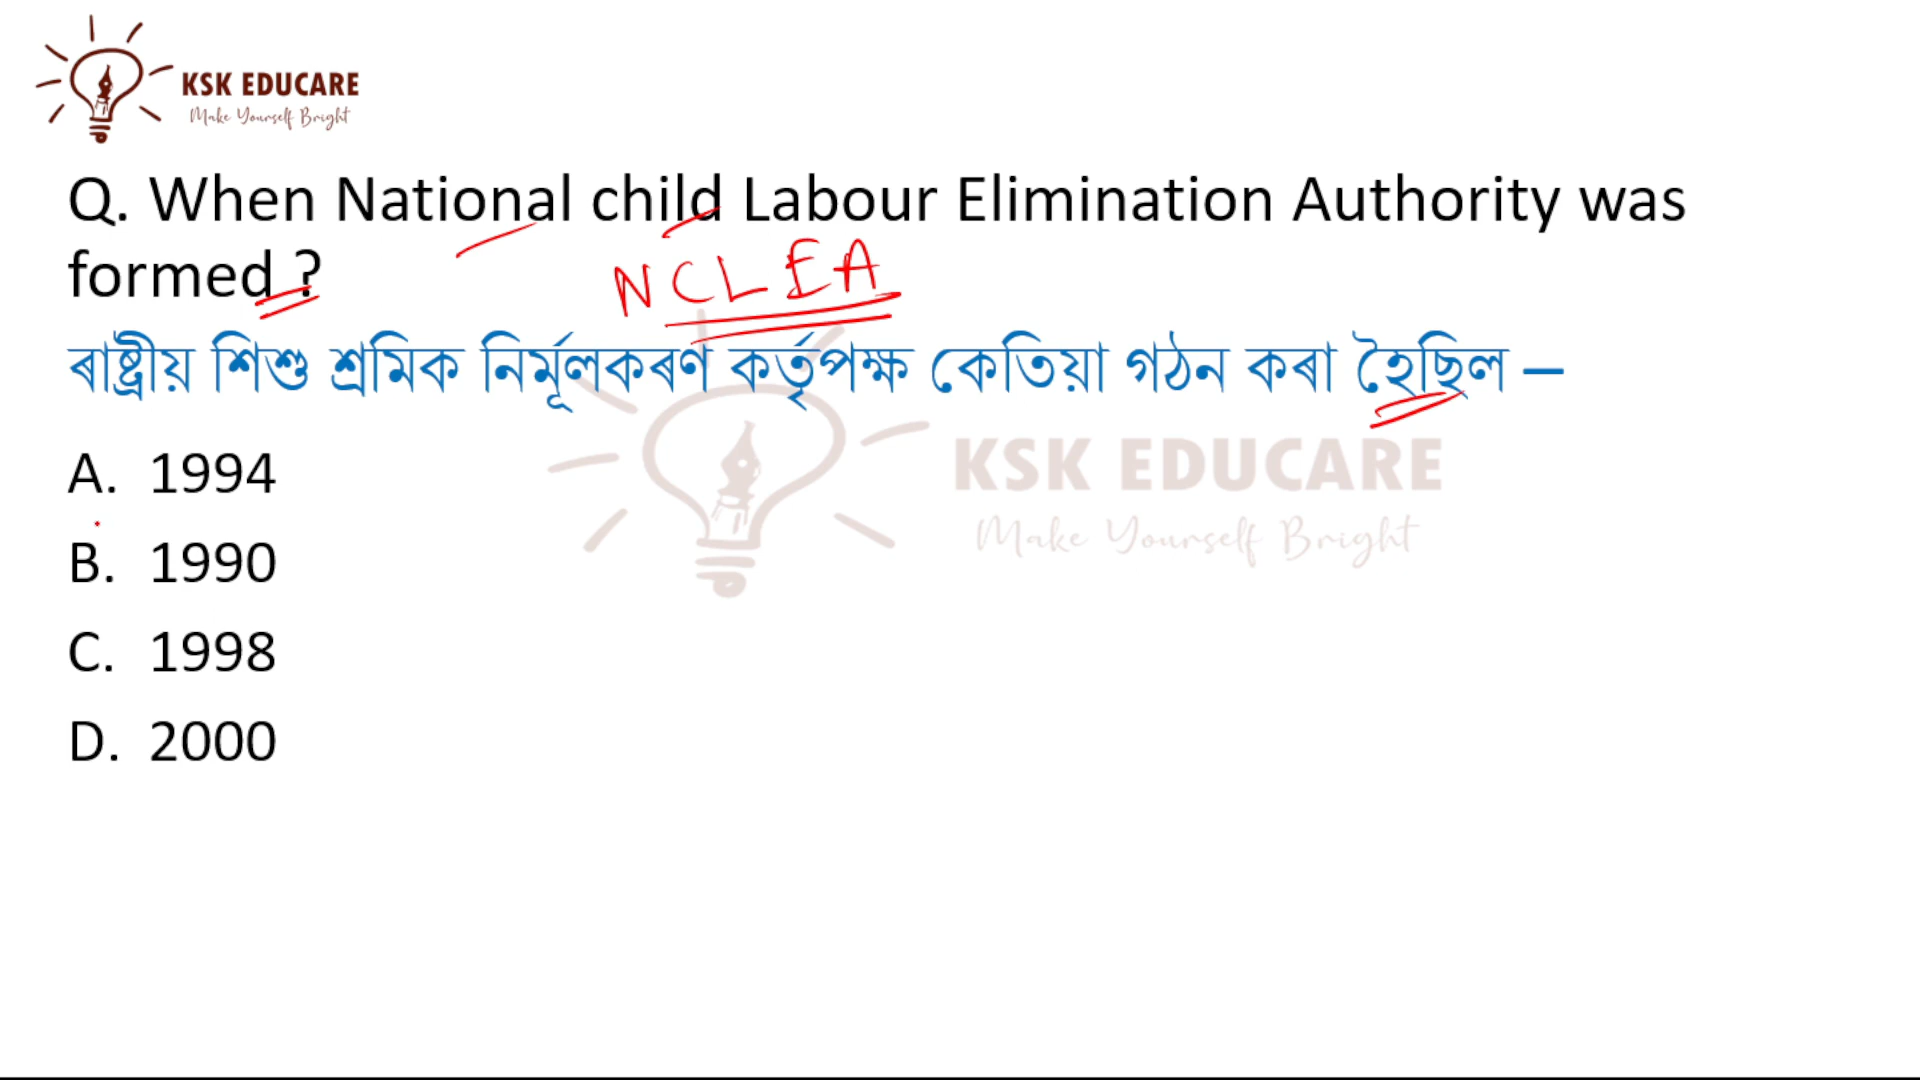 KSK EDUCARE
Make Yourself Bright
Q. When National child Labour Elimination Authority was
formed ?
NCLEA
ৰাষ্ট্ৰীয় শিশু শ্ৰমিক নিৰ্মূলকৰণ কৰ্তৃপক্ষ কেতিয়া গঠন কৰা হৈছিল –
KSK EDUCARE
Make Yourself Bright
A. 1994
B. 1990
C. 1998
D. 2000